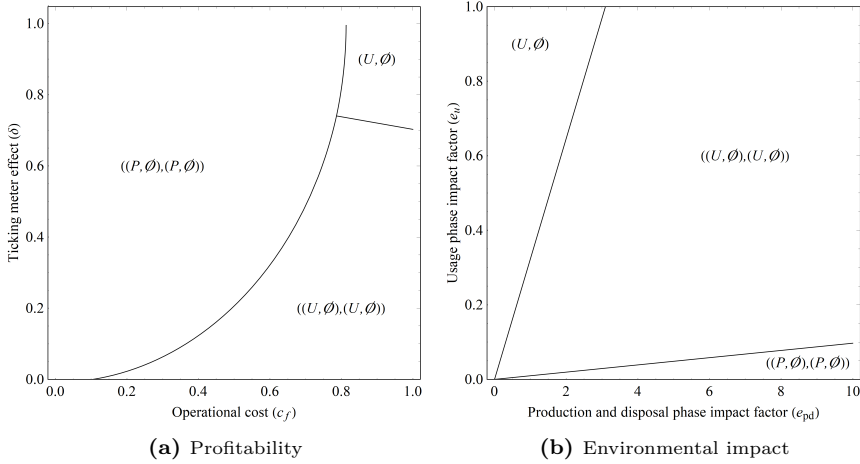 1.0
0.8
0.6
0.4
0.2
0.0
Ticking meter effect (δ)
(U, Ø)
((P, Ø),(P, Ø))
((U, Ø),(U, Ø))
0.0 0.2 0.4 0.6 0.8 1.0
Operational cost (c_f)
(a) Profitability
1.0
0.8
0.6
0.4
0.2
0.0
Usage phase impact factor (e_u)
(U, Ø)
((U, Ø),(U, Ø))
((P, Ø),(P, Ø))
0 2 4 6 8 10
Production and disposal phase impact factor (e_pd)
(b) Environmental impact